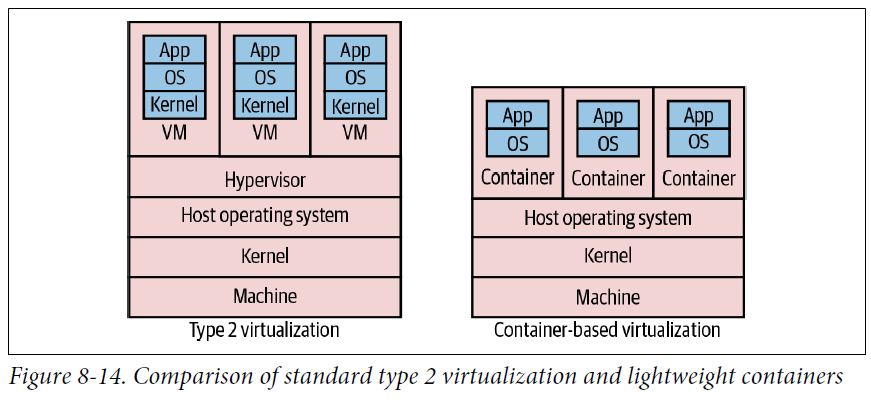 App App App
OS OS OS
Kernel Kernel Kernel
VM VM VM
Hypervisor
Host operating system
Kernel
Machine
Type 2 virtualization
App App App
OS OS OS
Container Container Container
Host operating system
Kernel
Machine
Container-based virtualization
Figure 8-14. Comparison of standard type 2 virtualization and lightweight containers